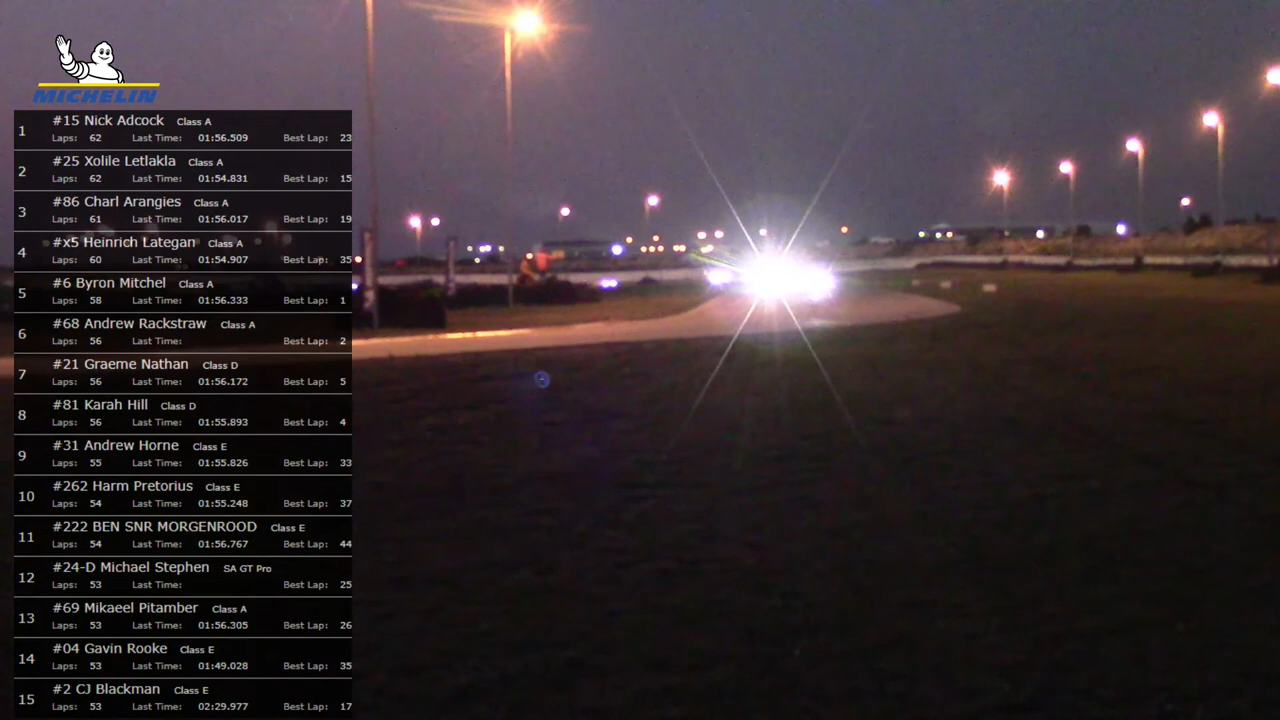 MICHELIN
1 #15 Nick Adcock Class A
Laps: 62 Last Time: 01:56.509 Best Lap: 23
2 #25 Xolile Letlakla Class A
Laps: 62 Last Time: 01:54.831 Best Lap: 15
3 #86 Charl Arangies Class A
Laps: 61 Last Time: 01:56.017 Best Lap: 19
4 #x5 Heinrich Lategan Class A
Laps: 60 Last Time: 01:54.907 Best Lap: 35
5 #6 Byron Mitchel Class A
Laps: 58 Last Time: 01:56.333 Best Lap: 1
6 #68 Andrew Rackstraw Class A
Laps: 56 Last Time: Best Lap: 2
7 #21 Graeme Nathan Class D
Laps: 56 Last Time: 01:56.172 Best Lap: 5
8 #81 Karah Hill Class D
Laps: 56 Last Time: 01:55.893 Best Lap: 4
9 #31 Andrew Horne Class E
Laps: 55 Last Time: 01:55.826 Best Lap: 33
10 #262 Harm Pretorius Class E
Laps: 54 Last Time: 01:55.248 Best Lap: 37
11 #222 BEN SNR MORGENROOD Class E
Laps: 54 Last Time: 01:56.767 Best Lap: 44
12 #24-D Michael Stephen SA GT Pro
Laps: 53 Last Time: Best Lap: 25
13 #69 Mikaeel Pitamber Class A
Laps: 53 Last Time: 01:56.305 Best Lap: 26
14 #04 Gavin Rooke Class E
Laps: 53 Last Time: 01:49.028 Best Lap: 35
15 #2 CJ Blackman Class E
Laps: 53 Last Time: 02:29.977 Best Lap: 17